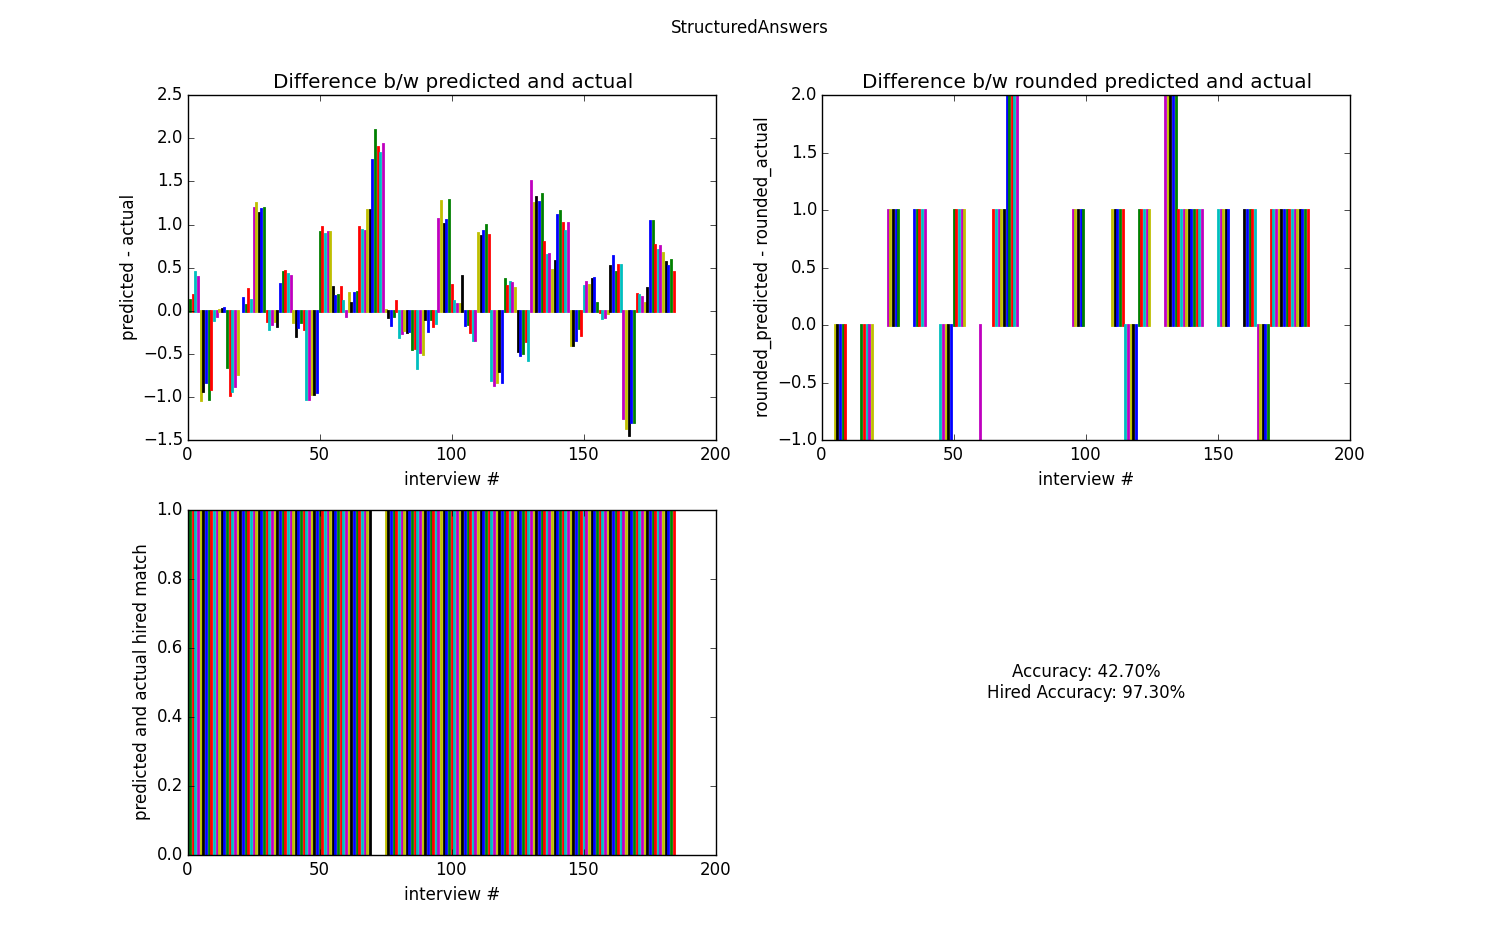 StructuredAnswers
Difference b/w predicted and actual
2.5
2.0
1.5
1.0
0.5
0.0
−0.5
−1.0
−1.5
predicted - actual
0 50 100 150 200
interview #
Difference b/w rounded predicted and actual
2.0
1.5
1.0
0.5
0.0
−0.5
−1.0
rounded_predicted - rounded_actual
0 50 100 150 200
interview #
1.0
0.8
0.6
0.4
0.2
0.0
predicted and actual hired match
0 50 100 150 200
interview #
Accuracy: 42.70%
Hired Accuracy: 97.30%